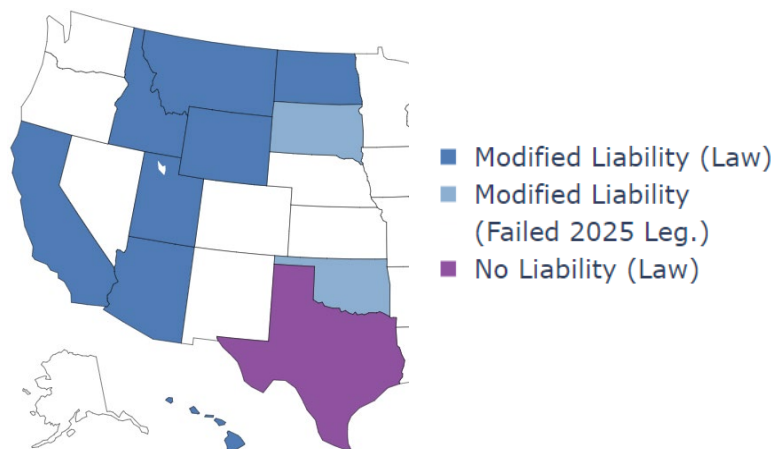 Modified Liability (Law)
Modified Liability
(Failed 2025 Leg.)
No Liability (Law)